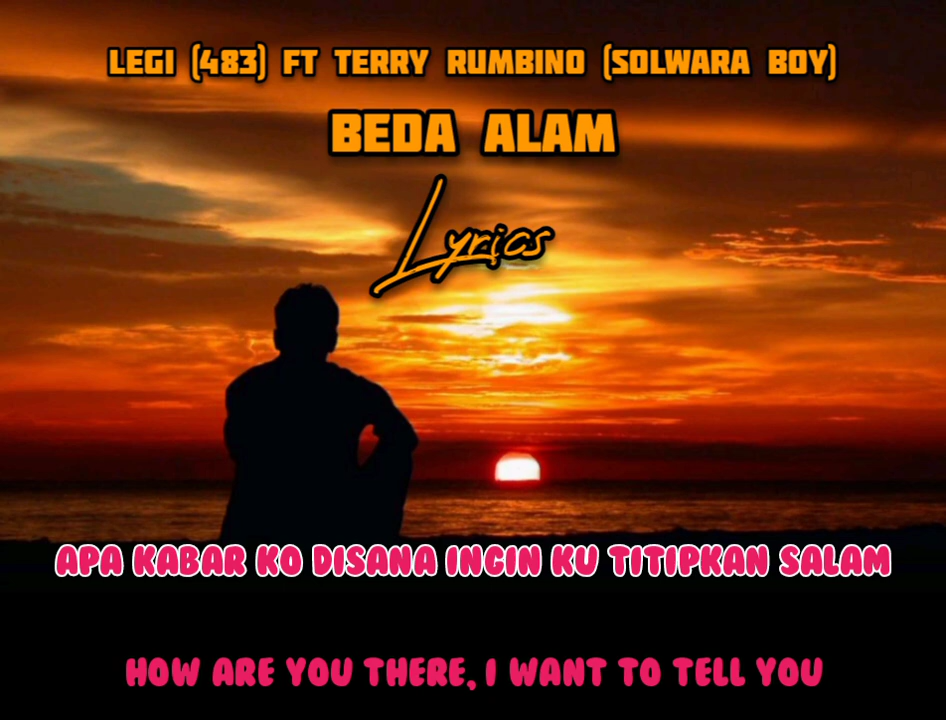 LEGI (483) FT TERRY RUMBINO (SOLWARA BOY)
BEDA ALAM
Lyrics
APA KABAR KO DISANA INGIN KU TITIPKAN SALAM
HOW ARE YOU THERE, I WANT TO TELL YOU